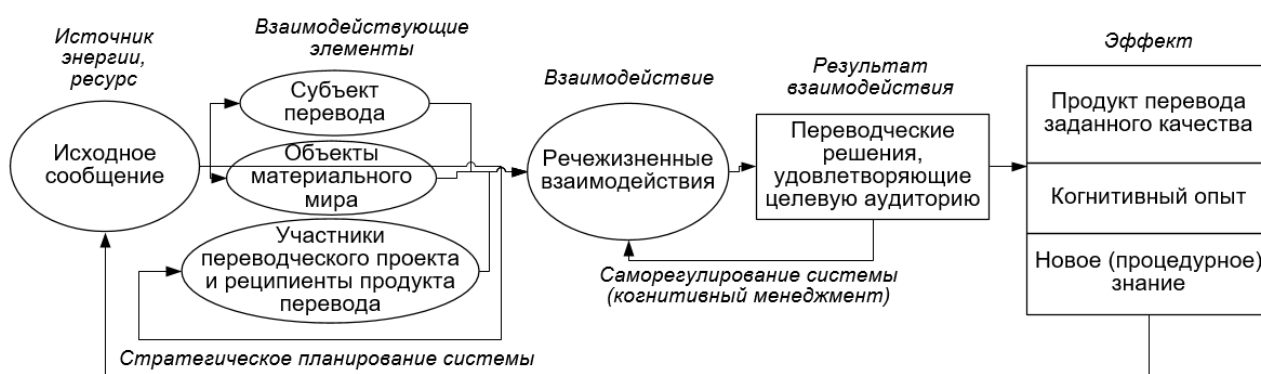 Источник
энергии,
ресурс
Исходное
сообщение
Взаимодействующие
элементы
Субъект
перевода
Объекты
материального
мира
Участники
переводческого проекта
и реципиенты продукта
перевода
Стратегическое планирование системы
Взаимодействие
Речежизненные
взаимодействия
Результат
взаимодействия
Переводческие
решения,
удовлетворяющие
целевую аудиторию
Саморегулирование системы
(когнитивный менеджмент)
Эффект
Продукт перевода
заданного качества
Когнитивный опыт
Новое (процедурное)
знание